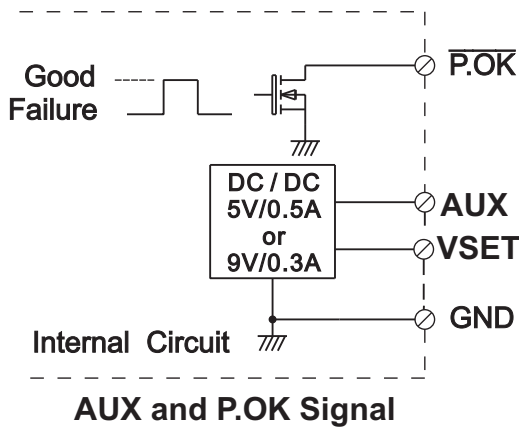 Good
Failure
P.OK
DC / DC
5V/0.5A
or
9V/0.3A
AUX
VSET
GND
Internal Circuit
AUX and P.OK Signal